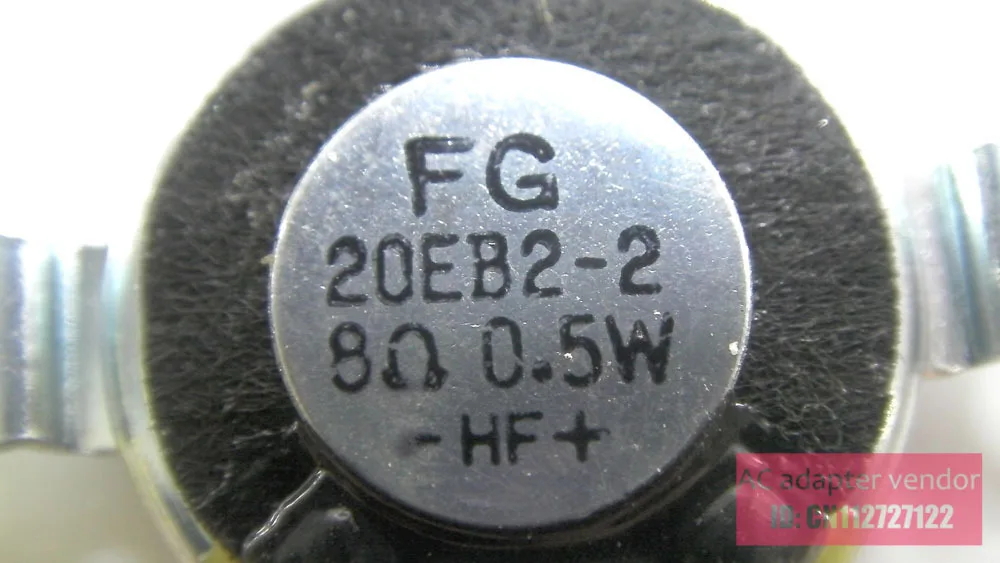 FG
20EB2-2
8Ω 0.5W
-HF+
AC adapter vendor
ID: CN112727122